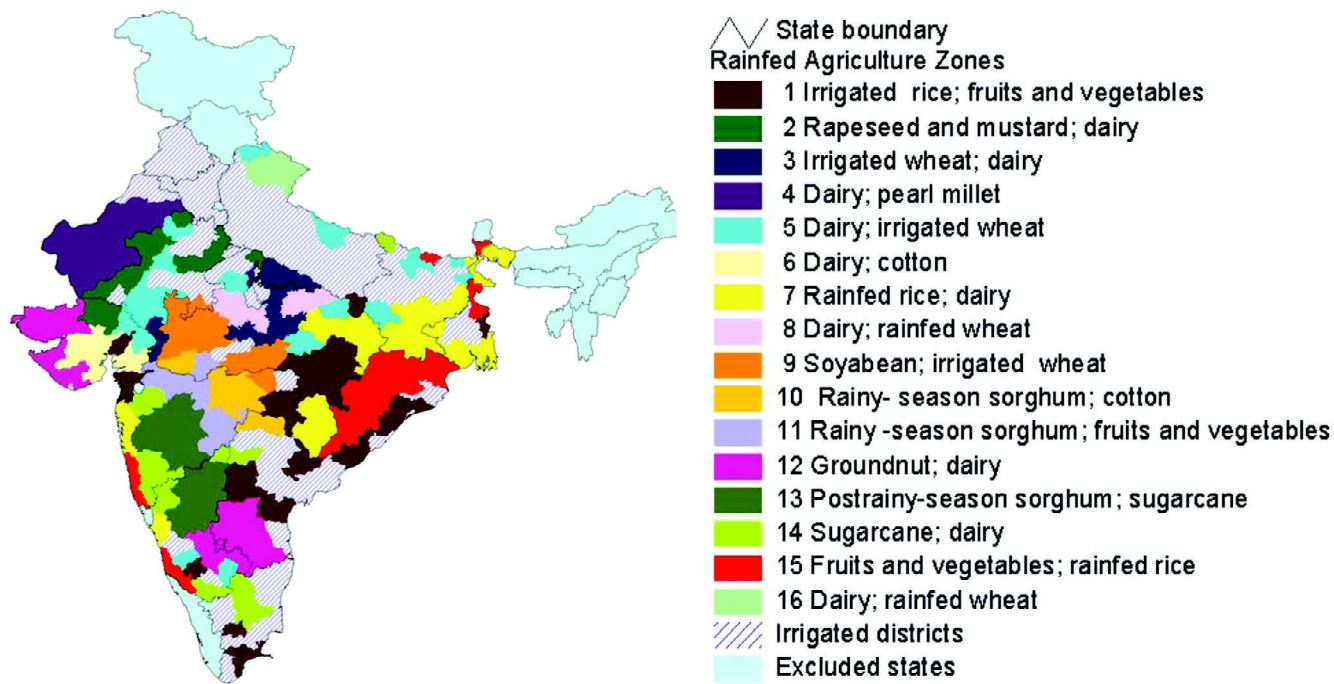 State boundary
Rainfed Agriculture Zones
1 Irrigated rice; fruits and vegetables
2 Rapeseed and mustard; dairy
3 Irrigated wheat; dairy
4 Dairy; pearl millet
5 Dairy; irrigated wheat
6 Dairy; cotton
7 Rainfed rice; dairy
8 Dairy; rainfed wheat
9 Soyabean; irrigated wheat
10 Rainy- season sorghum; cotton
11 Rainy -season sorghum; fruits and vegetables
12 Groundnut; dairy
13 Postrainy-season sorghum; sugarcane
14 Sugarcane; dairy
15 Fruits and vegetables; rainfed rice
16 Dairy; rainfed wheat
Irrigated districts
Excluded states